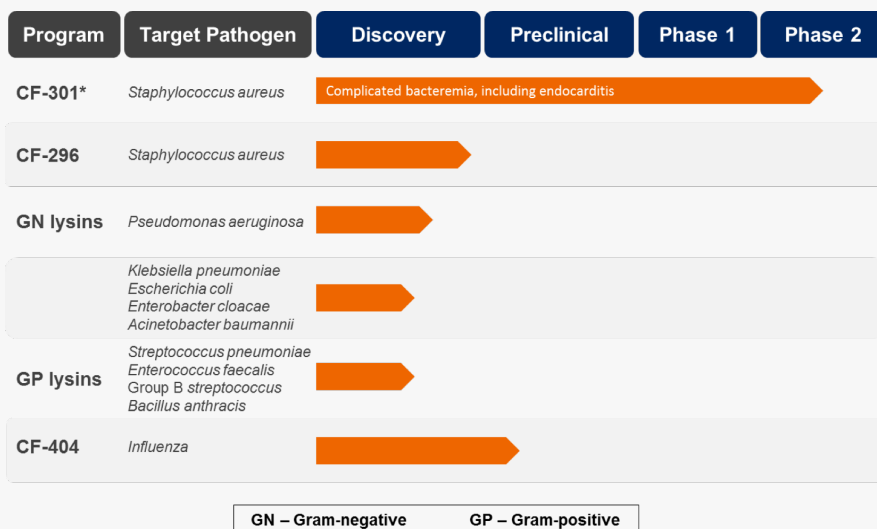 Program Target Pathogen Discovery Preclinical Phase 1 Phase 2
CF-301* Staphylococcus aureus Complicated bacteremia, including endocarditis
CF-296 Staphylococcus aureus
GN lysins Pseudomonas aeruginosa
Klebsiella pneumoniae
Escherichia coli
Enterobacter cloacae
Acinetobacter baumannii
GP lysins
Streptococcus pneumoniae
Enterococcus faecalis
Group B streptococcus
Bacillus anthracis
CF-404 Influenza
GN – Gram-negative GP – Gram-positive